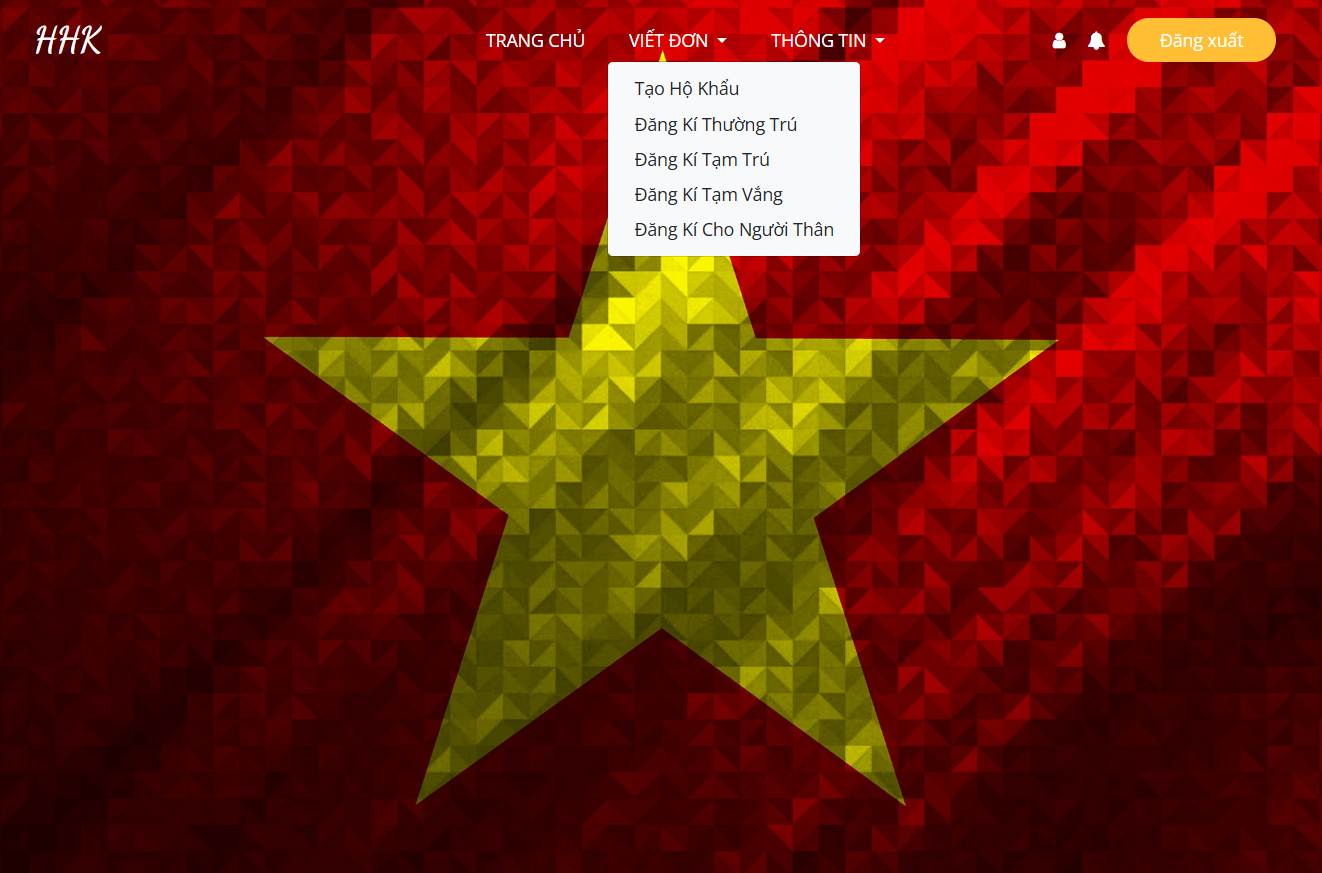 HHK
TRANG CHỦ
VIẾT ĐƠN
THÔNG TIN
Đăng xuất
Tạo Hộ Khẩu
Đăng Kí Thường Trú
Đăng Kí Tạm Trú
Đăng Kí Tạm Vắng
Đăng Kí Cho Người Thân